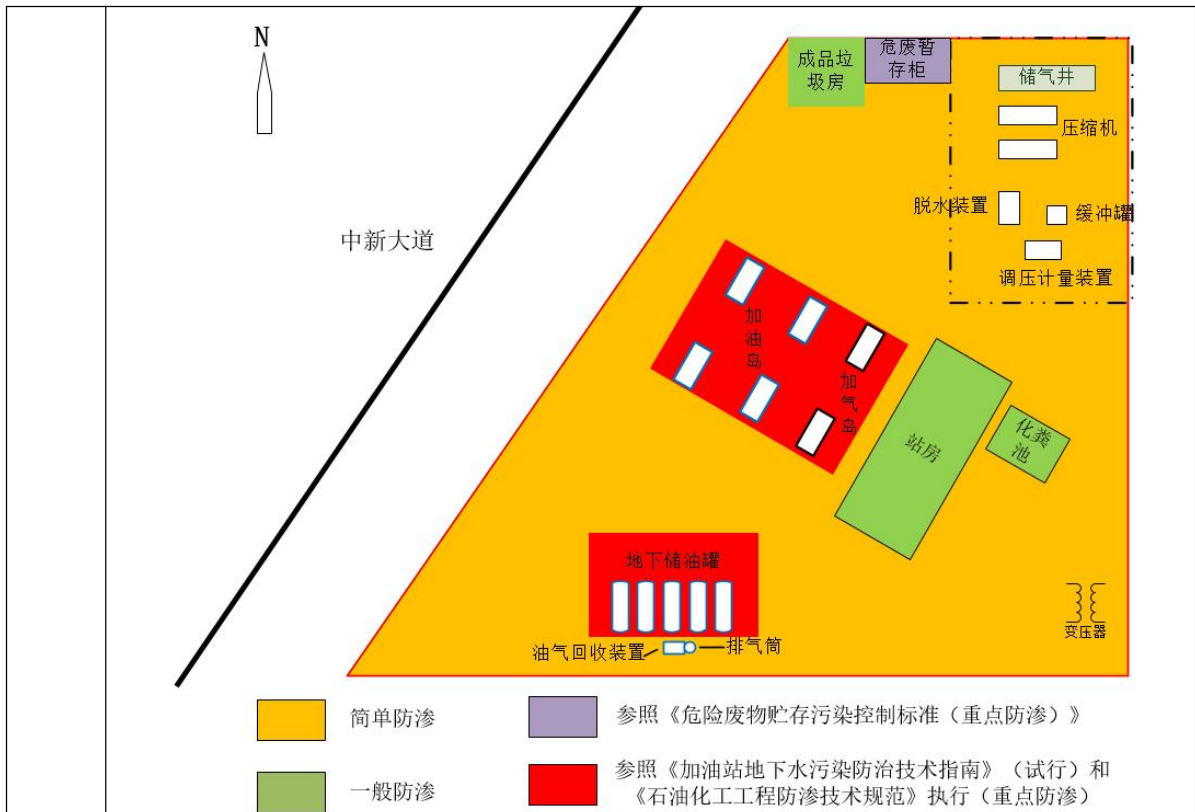 N
中新大道
成品垃
圾房
危废暂
存柜
储气井
压缩机
脱水装置
缓冲罐
调压计量装置
加油岛
加气岛
站房
化粪
池
地下储油罐
油气回收装置
排气筒
变压器
简单防渗
参照《危险废物贮存污染控制标准（重点防渗）》
一般防渗
参照《加油站地下水污染防治技术指南》（试行）和
《石油化工工程防渗技术规范》执行（重点防渗）